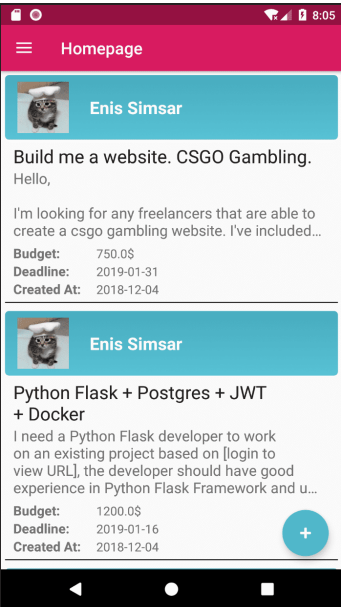 8:05
Homepage
Enis Simsar
Build me a website. CSGO Gambling.
Hello,
I'm looking for any freelancers that are able to
create a csgo gambling website. I've included...
Budget: 750.0$
Deadline: 2019-01-31
Created At: 2018-12-04
Enis Simsar
Python Flask + Postgres + JWT
+ Docker
I need a Python Flask developer to work
on an existing project based on [login to
view URL], the developer should have good
experience in Python Flask Framework and u...
Budget: 1200.0$
Deadline: 2019-01-16
Created At: 2018-12-04
+